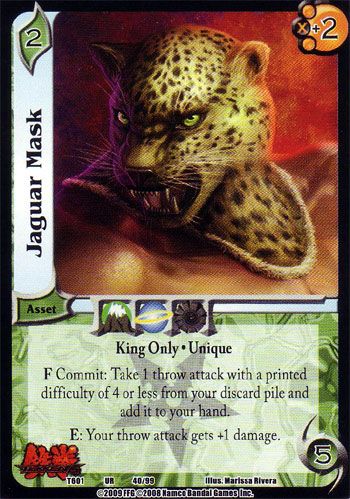 2
X+2
Jaguar Mask
Asset
King Only • Unique
F Commit: Take 1 throw attack with a printed
difficulty of 4 or less from your discard pile and
add it to your hand.
E: Your throw attack gets +1 damage.
5
T601 UR 40/99 Illus. Marissa Rivera
©2009 FFG ©2008 Namco Bandai Games Inc.